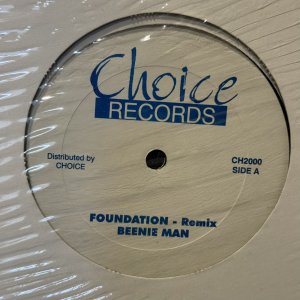 Choice
RECORDS
Distributed by
CHOICE
CH2000
SIDE A
FOUNDATION - Remix
BEENIE MAN